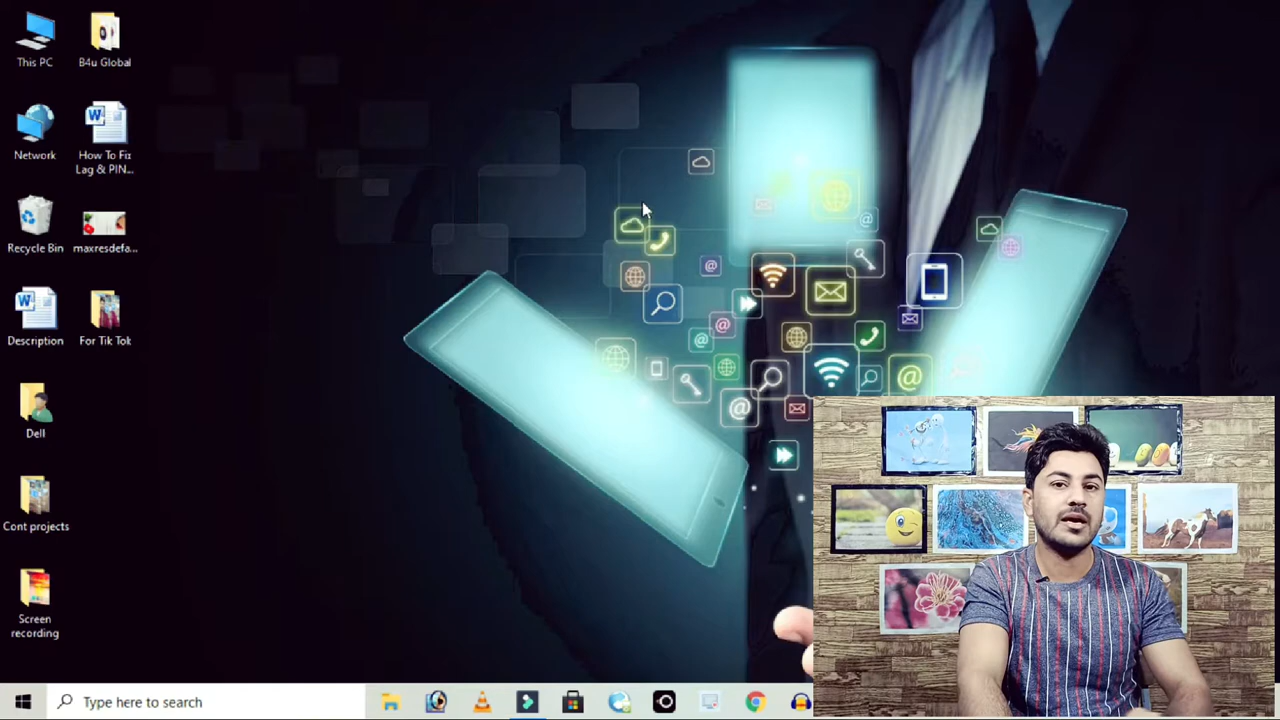 This PC
B4u Global
Network
How To Fix
Lag & PIN...
Recycle Bin
maxresdefa...
Description
For Tik Tok
Dell
Cont projects
Screen
recording
Type here to search